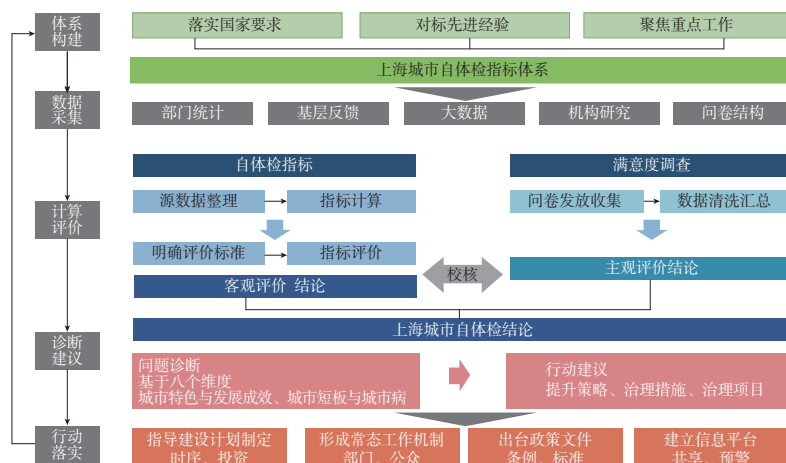 体系
构建
落实国家要求
对标先进经验
聚焦重点工作
上海城市自体检指标体系
数据
采集
部门统计
基层反馈
大数据
机构研究
问卷结构
自体检指标
满意度调查
计算
评价
源数据整理
指标计算
问卷发放收集
数据清洗汇总
明确评价标准
指标评价
校核
客观评价 结论
主观评价结论
上海城市自体检结论
诊断
建议
问题诊断
基于八个维度
城市特色与发展成效、城市短板与城市病
行动建议
提升策略、治理措施、治理项目
行动
落实
指导建设计划制定
时序、投资
形成常态工作机制
部门、公众
出台政策文件
条例、标准
建立信息平台
共享、预警